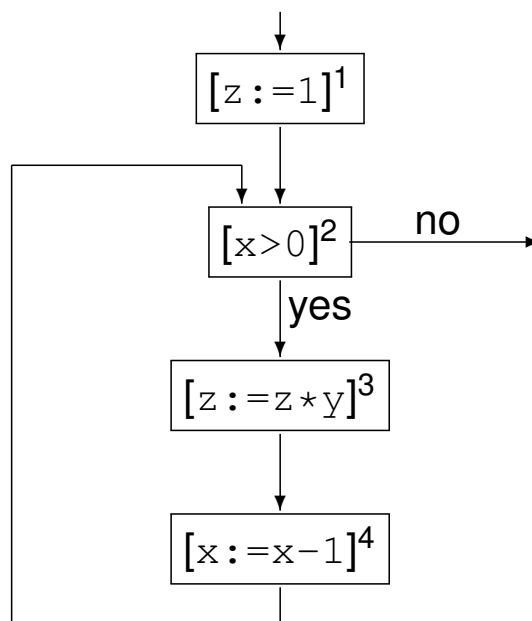 [z:=1]¹
[x>0]²
no
yes
[z:=z*y]³
[x:=x-1]⁴